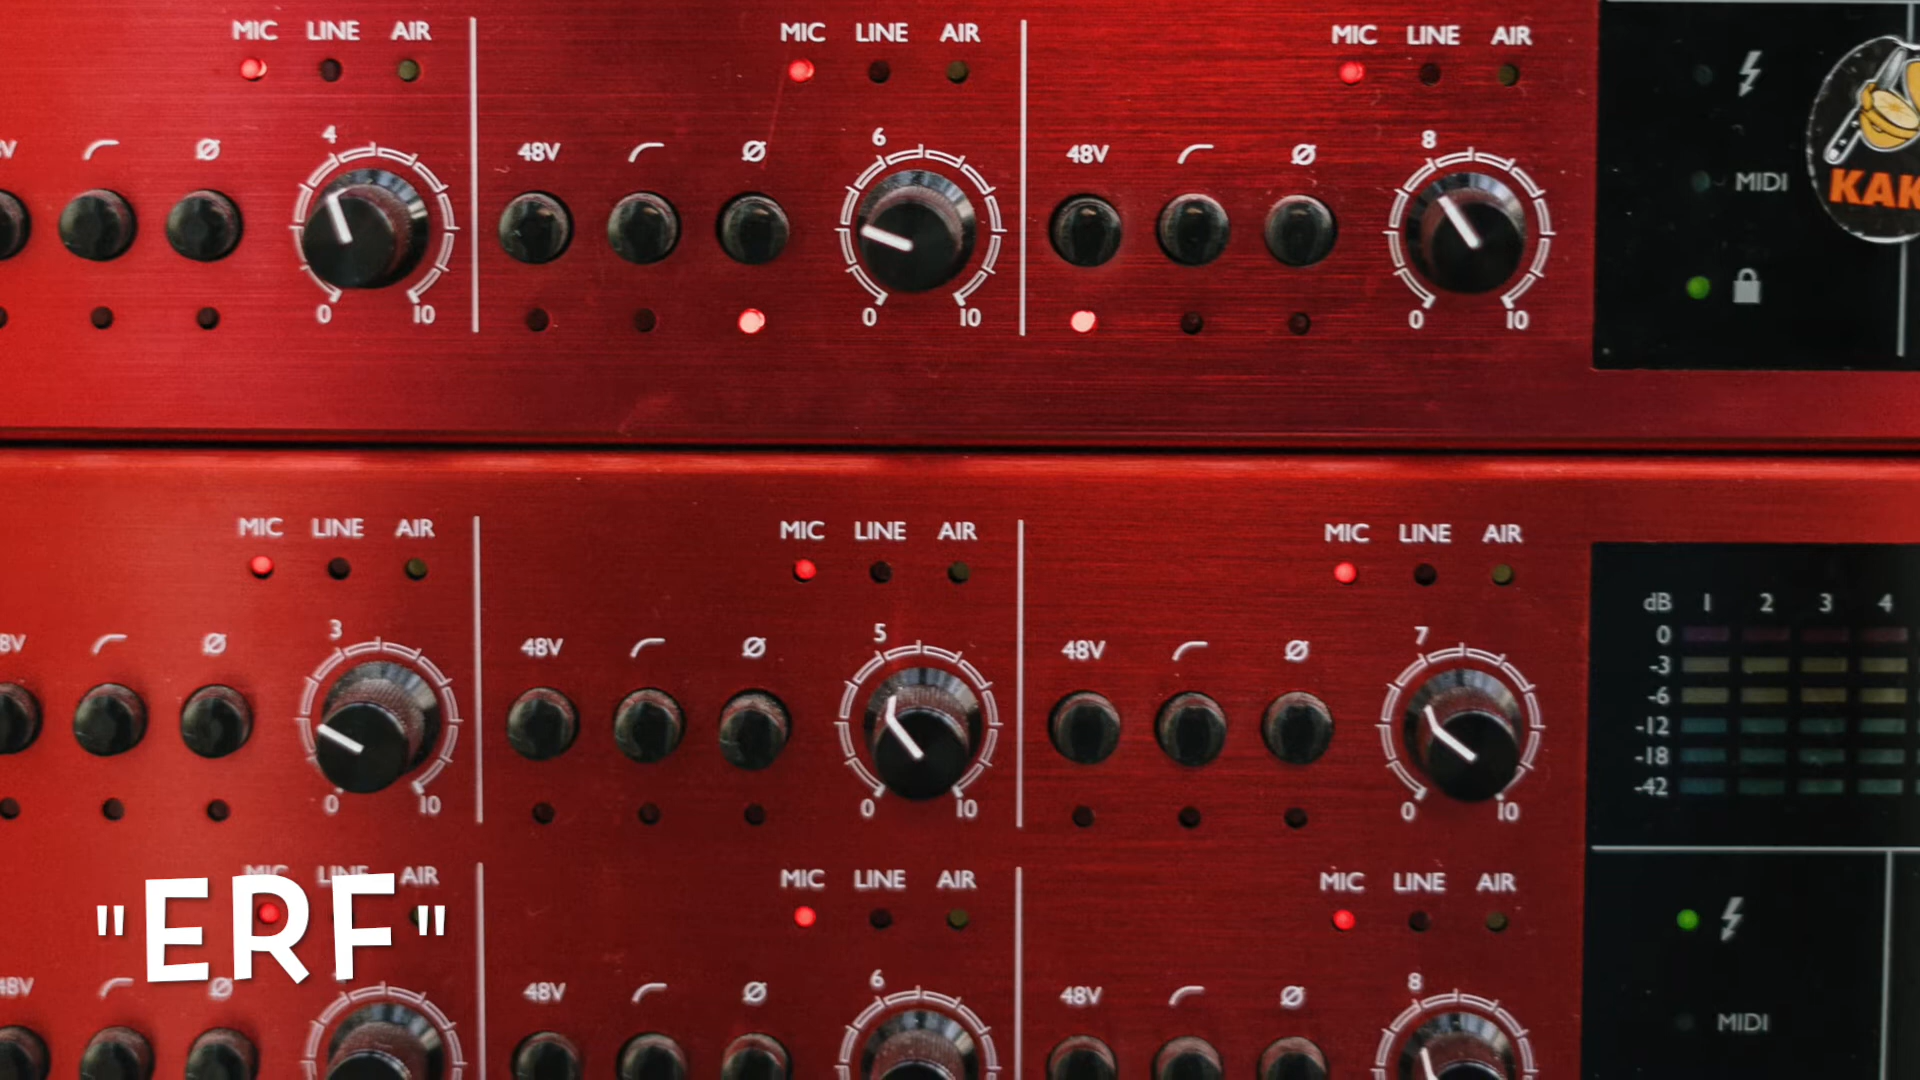 MIC LINE AIR MIC LINE AIR MIC LINE AIR
4 6 8
Ø 48V Ø 48V Ø
MIDI
KAK
0 10 0 10 0 10
MIC LINE AIR MIC LINE AIR MIC LINE AIR
dB 1 2 3 4
0
-3
-6
-12
-18
-42
3 5 7
8V Ø 48V Ø 48V Ø
0 10 0 10 0 10
MIC LINE AIR MIC LINE AIR MIC LINE AIR
"ERF"
6 8
48V Ø 48V Ø 48V Ø
MIDI